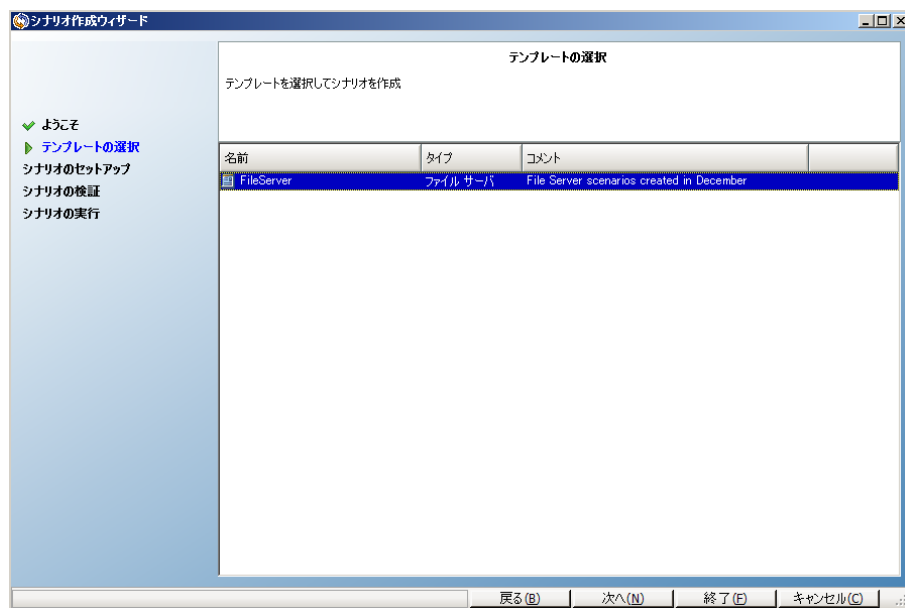 シナリオ作成ウィザード
テンプレートの選択
テンプレートを選択してシナリオを作成
ようこそ
テンプレートの選択
シナリオのセットアップ
シナリオの検証
シナリオの実行
名前 タイプ コメント
FileServer ファイル サーバ File Server scenarios created in December
戻る(B) 次へ(N) 終了(F) キャンセル(C)